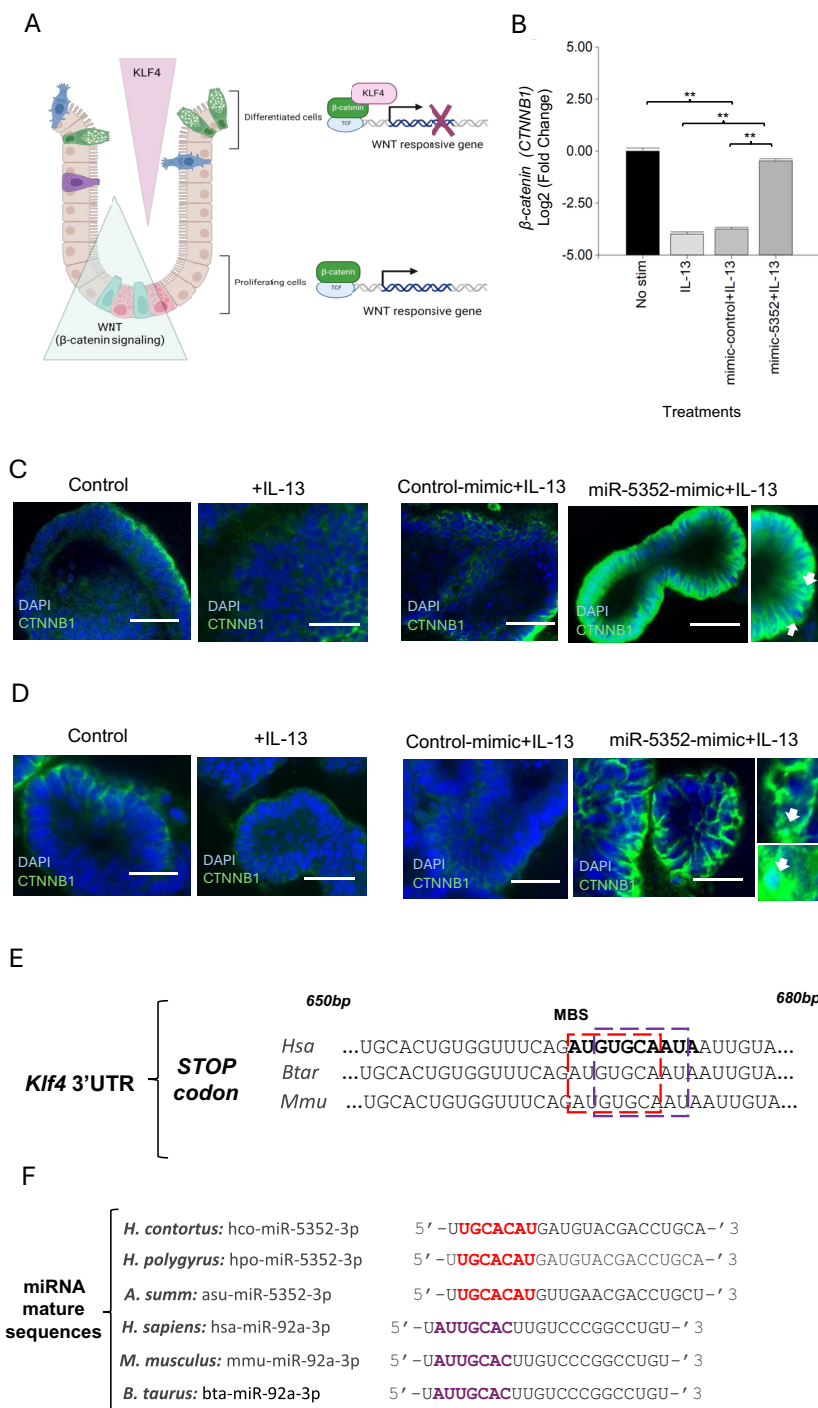 A
KLF4
Differentiated cells
β-catenin
KLF4
TCF
WNT responsive gene
Proliferating cells
β-catenin
TCF
WNT responsive gene
WNT
(β-catenin signaling)
B
β-catenin (CTNNB1)
Log2 (Fold Change)
5.00
2.50
0.00
-2.50
-5.00
**
**
**
No stim
IL-13
mimic-control+IL-13
mimic-5352+IL-13
Treatments
C
Control
+IL-13
Control-mimic+IL-13
miR-5352-mimic+IL-13
DAPI
CTNNB1
DAPI
CTNNB1
DAPI
CTNNB1
DAPI
CTNNB1
D
Control
+IL-13
Control-mimic+IL-13
miR-5352-mimic+IL-13
DAPI
CTNNB1
DAPI
CTNNB1
DAPI
CTNNB1
DAPI
CTNNB1
E
650bp
680bp
MBS
Klf4 3’UTR
STOP
codon
Hsa ...UGCACUGUGGUUUCAGAUGUGCAAUAAUUGUA...
Btar ...UGCACUGUGGUUUCAGAUGUGCAAUAAUUGUA...
Mmu ...UGCACUGUGGUUUCAGAUGUGCAAUAAUUGUA...
F
miRNA
mature
sequences
H. contortus: hco-miR-5352-3p 5’-UUGCACAUGAUGUACGACCUGCA-’3
H. polygyrus: hpo-miR-5352-3p 5’-UUGCACAUGAUGUACGACCUGCA-’3
A. summ: asu-miR-5352-3p 5’-UUGCACAUGUUGAACGACCUGCU-’3
H. sapiens: hsa-miR-92a-3p 5’-UAUUGCACUUGUCCCGGCCUGU-’3
M. musculus: mmu-miR-92a-3p 5’-UAUUGCACUUGUCCCGGCCUGU-’3
B. taurus: bta-miR-92a-3p 5’-UAUUGCACUUGUCCCGGCCUGU-’3